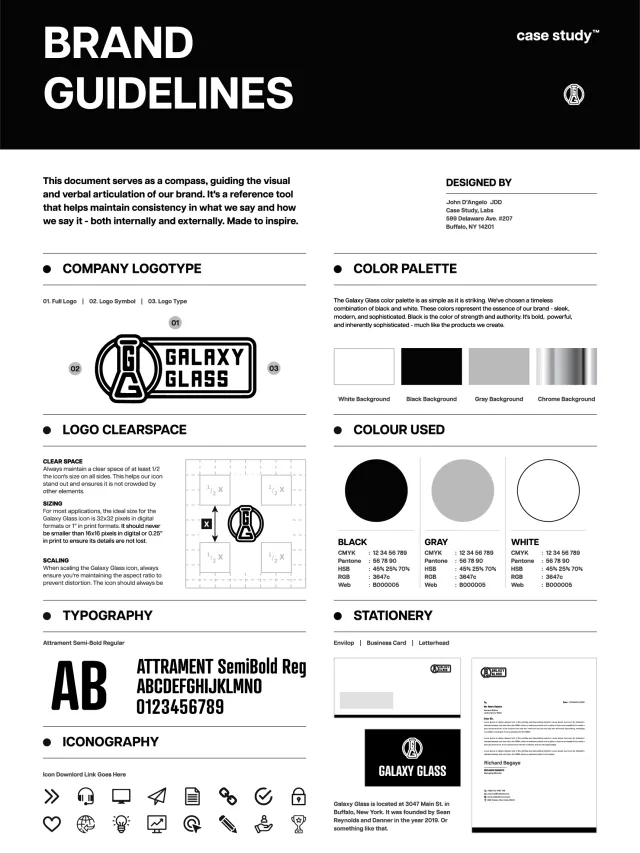 BRAND
GUIDELINES
case study™
This document serves as a compass, guiding the visual
and verbal articulation of our brand. It's a reference tool
that helps maintain consistency in what we say and how
we say it - both internally and externally. Made to inspire.
DESIGNED BY
John D'Angelo JDD
Case Study, Labs
599 Delaware Ave. #207
Buffalo, NY 14201
COMPANY LOGOTYPE
01. Full Logo | 02. Logo Symbol | 03. Logo Type
01
02
GG
GALAXY
GLASS
03
COLOR PALETTE
The Galaxy Glass color palette is as simple as it is striking. We've chosen a timeless
combination of black and white. These colors represent the essence of our brand - sleek,
modern, and sophisticated. Black is the color of strength and authority. It's bold, powerful,
and inherently sophisticated - much like the products we create.
White Background
Black Background
Gray Background
Chrome Background
LOGO CLEARSPACE
CLEAR SPACE
Always maintain a clear space of at least 1/2
the icon's size on all sides. This helps our icon
stand out and ensures it is not crowded by
other elements.
SIZING
For most applications, the ideal size for the
Galaxy Glass icon is 32x32 pixels in digital
formats or 1" in print formats. It should never
be smaller than 16x16 pixels in digital or 0.25"
in print to ensure its details are not lost.
SCALING
When scaling the Galaxy Glass icon, always
ensure you're maintaining the aspect ratio to
prevent distortion. The icon should always be
1/2 X
1/2 X
X
GG
1/2 X
1/2 X
COLOUR USED
BLACK
CMYK : 12 34 56 789
Pantone : 56 78 90
HSB : 45% 25% 70%
RGB : 3647c
Web : B000005
GRAY
CMYK : 12 34 56 789
Pantone : 56 78 90
HSB : 45% 25% 70%
RGB : 3647c
Web : B000005
WHITE
CMYK : 12 34 56 789
Pantone : 56 78 90
HSB : 45% 25% 70%
RGB : 3647c
Web : B000005
TYPOGRAPHY
Attrament Semi-Bold Regular
AB
ATTRAMENT SemiBold Reg
ABCDEFGHIJKLMNO
0123456789
ICONOGRAPHY
Icon Downlord Link Goes Here
STATIONERY
Envilop | Business Card | Letterhead
GALAXY
GLASS
GALAXY GLASS
GALAXY
GLASS
Richard Begaye
Galaxy Glass is located at 3047 Main St. in
Buffalo, New York. It was founded by Sean
Reynolds and Danner in the year 2019. Or
something like that.